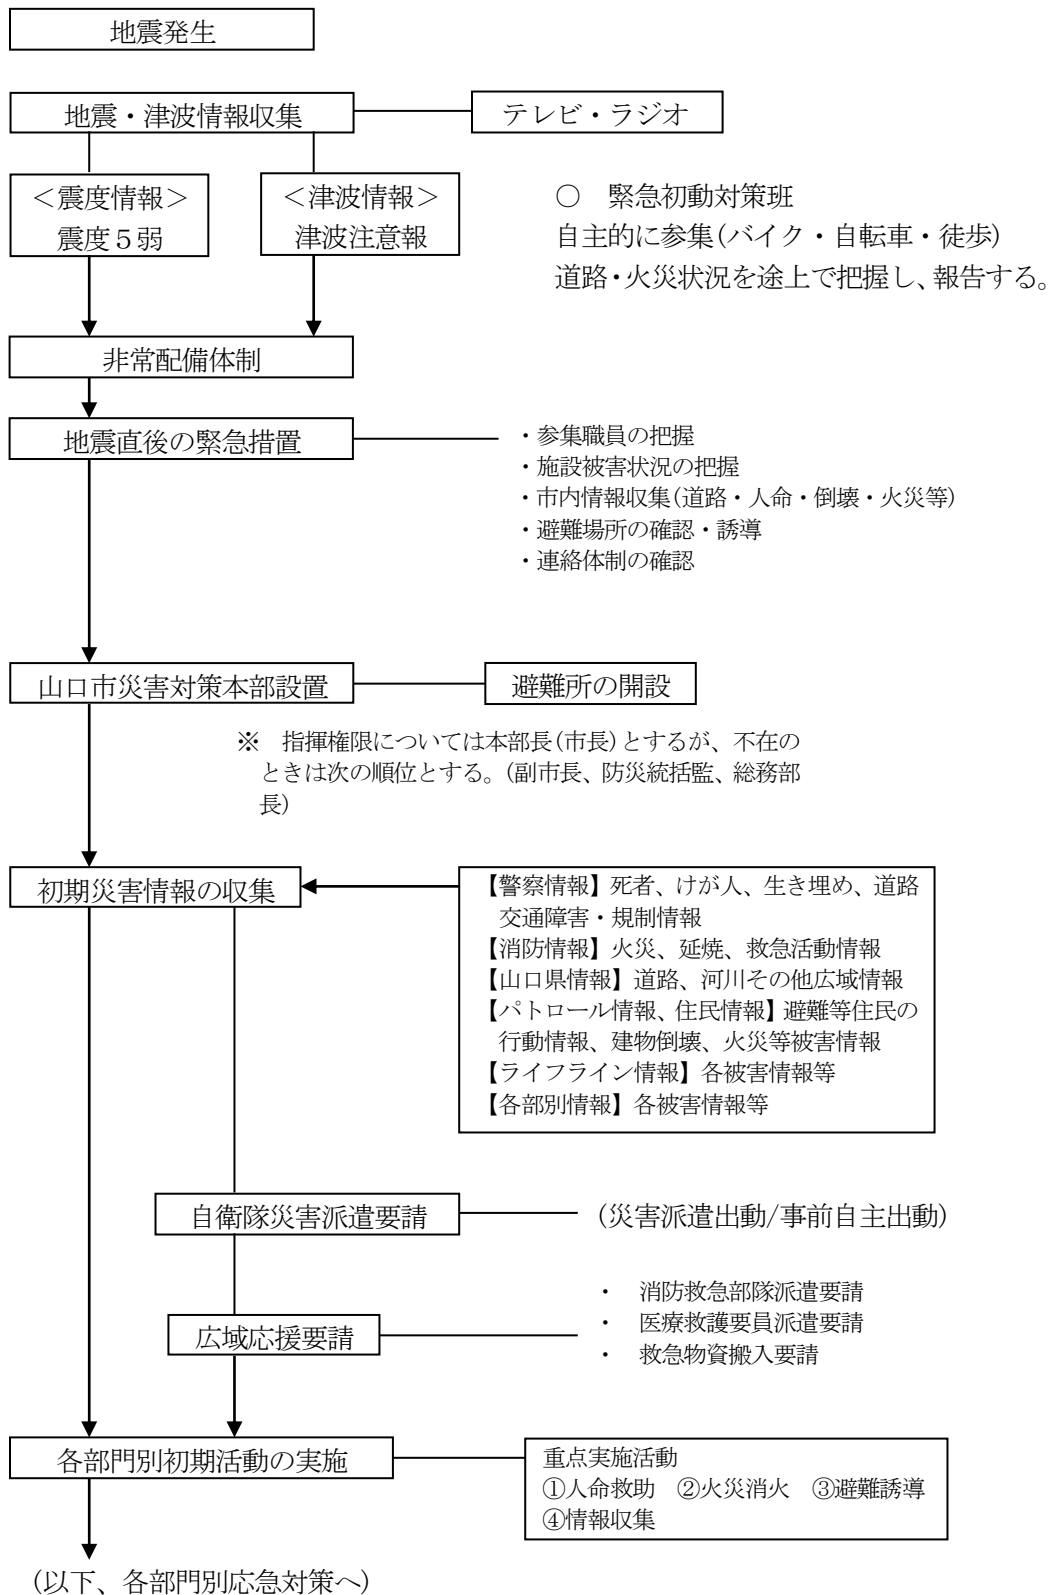 地震発生
地震・津波情報収集
テレビ・ラジオ
＜震度情報＞
震度５弱
＜津波情報＞
津波注意報
○　緊急初動対策班
自主的に参集(バイク・自転車・徒歩)
道路・火災状況を途上で把握し、報告する。
非常配備体制
地震直後の緊急措置
・参集職員の把握
・施設被害状況の把握
・市内情報収集(道路・人命・倒壊・火災等)
・避難場所の確認・誘導
・連絡体制の確認
山口市災害対策本部設置
避難所の開設
※　指揮権限については本部長(市長)とするが、不在の
ときは次の順位とする。(副市長、防災統括監、総務部
長)
初期災害情報の収集
【警察情報】死者、けが人、生き埋め、道路
交通障害・規制情報
【消防情報】火災、延焼、救急活動情報
【山口県情報】道路、河川その他広域情報
【パトロール情報、住民情報】避難等住民の
行動情報、建物倒壊、火災等被害情報
【ライフライン情報】各被害情報等
【各部別情報】各被害情報等
自衛隊災害派遣要請
(災害派遣出動/事前自主出動)
広域応援要請
・　消防救急部隊派遣要請
・　医療救護要員派遣要請
・　救急物資搬入要請
各部門別初期活動の実施
重点実施活動
①人命救助　②火災消火　③避難誘導
④情報収集
(以下、各部門別応急対策へ)